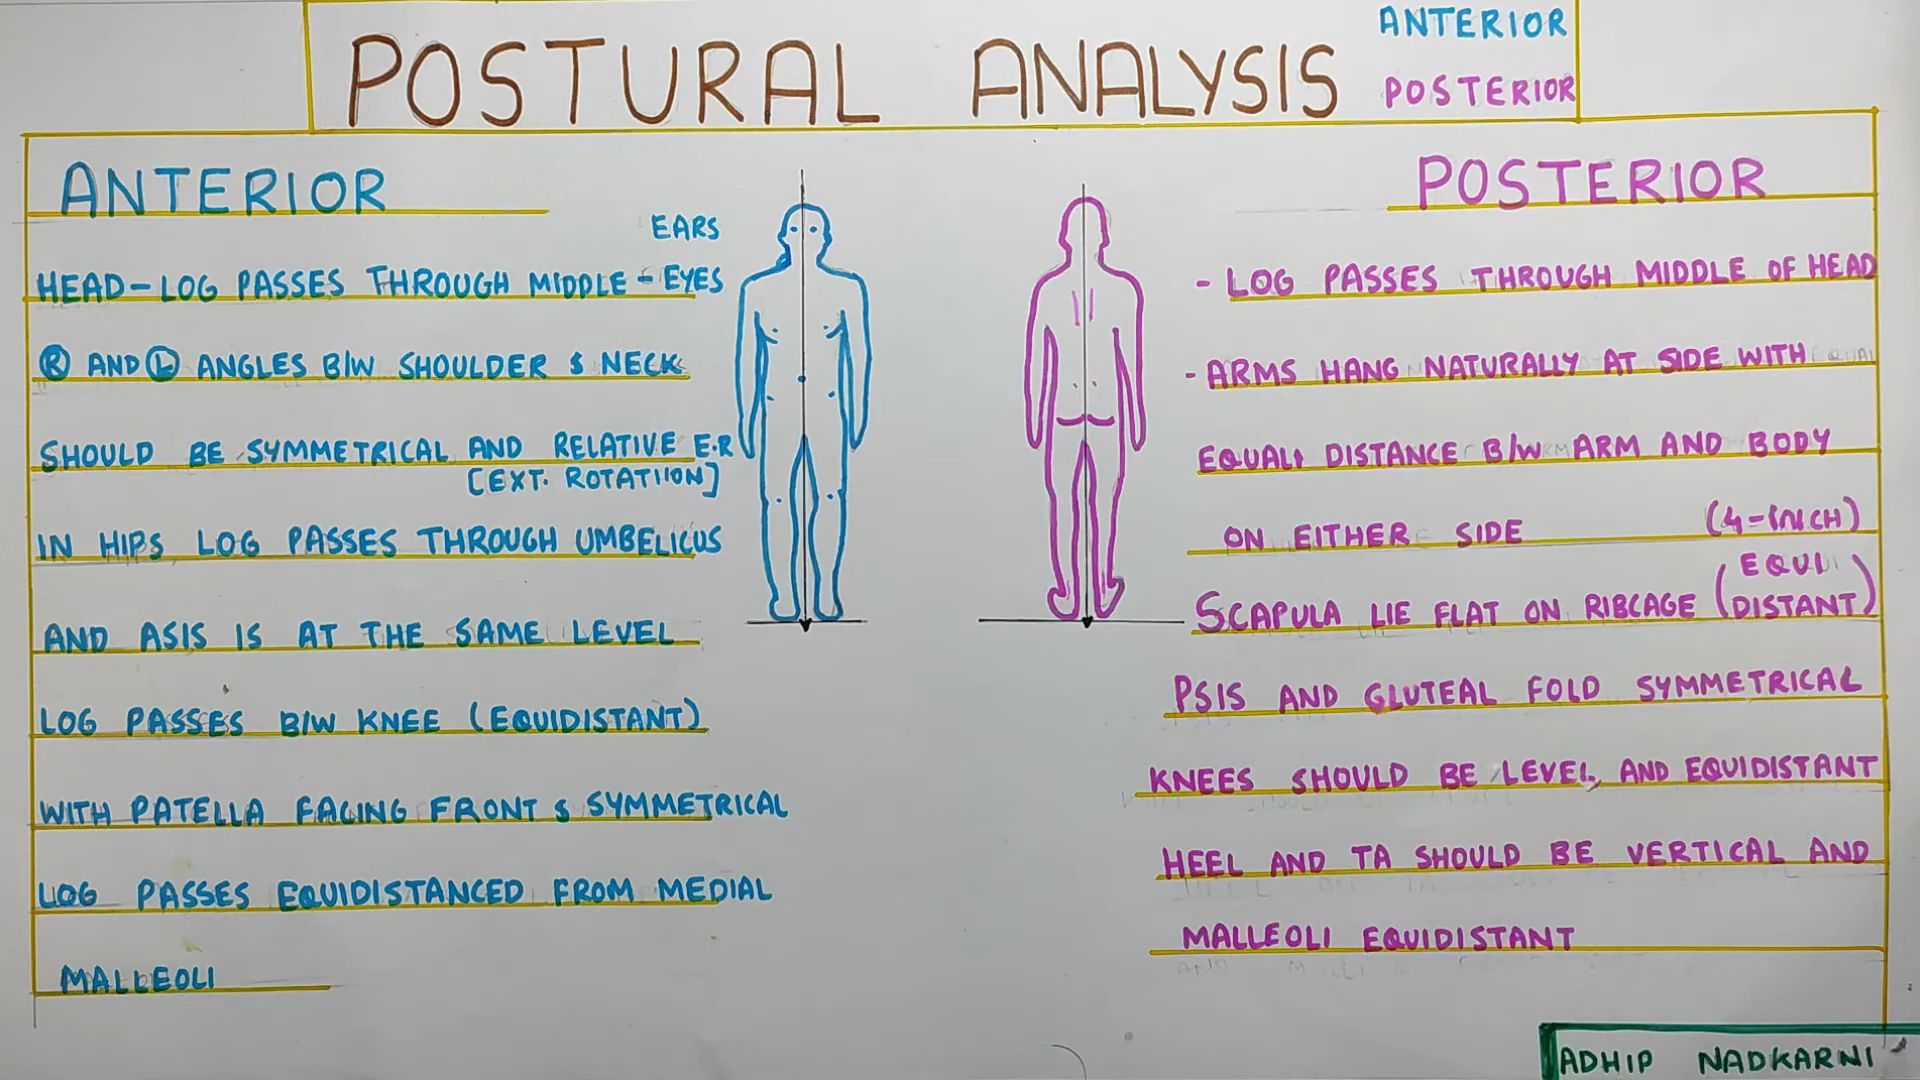 POSTURAL ANALYSIS
ANTERIOR
POSTERIOR
ANTERIOR
EARS
HEAD-LOG PASSES THROUGH MIDDLE - EYES
Ⓡ AND Ⓛ ANGLES B/W SHOULDER $ NECK
SHOULD BE SYMMETRICAL AND RELATIVE E.R
[EXT. ROTATIION]
IN HIPS LOG PASSES THROUGH UMBELICUS
AND ASIS IS AT THE SAME LEVEL
LOG PASSES B/W KNEE (EQUIDISTANT)
WITH PATELLA FACING FRONT $ SYMMETRICAL
LOG PASSES EQUIDISTANCED FROM MEDIAL
MALLEOLI
POSTERIOR
- LOG PASSES THROUGH MIDDLE OF HEAD
- ARMS HANG NATURALLY AT SIDE WITH
EQUAL DISTANCE B/W ARM AND BODY
ON EITHER SIDE (4-INCH)
SCAPULA LIE FLAT ON RIBCAGE (EQUI
DISTANT)
PSIS AND GLUTEAL FOLD SYMMETRICAL
KNEES SHOULD BE LEVEL, AND EQUIDISTANT
HEEL AND TA SHOULD BE VERTICAL AND
MALLEOLI EQUIDISTANT
ADHIP NADKARNI